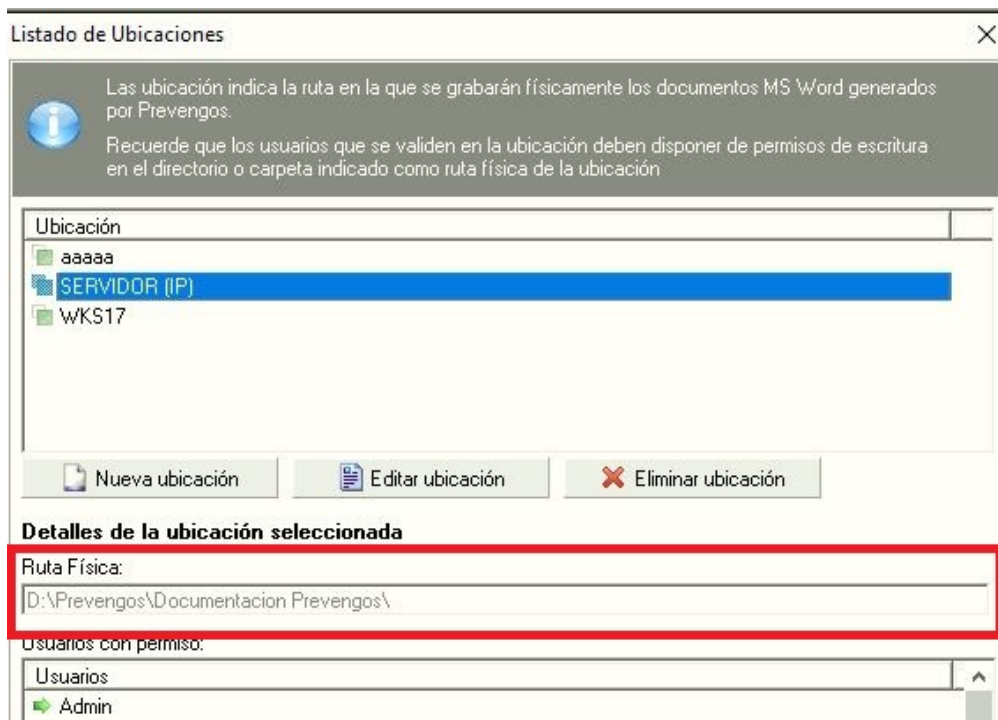 Listado de Ubicaciones
Las ubicación indica la ruta en la que se grabarán físicamente los documentos MS Word generados
por Prevengos.
Recuerde que los usuarios que se validen en la ubicación deben disponer de permisos de escritura
en el directorio o carpeta indicado como ruta física de la ubicación
Ubicación
aaaaa
SERVIDOR (IP)
WKS17
Nueva ubicación Editar ubicación Eliminar ubicación
Detalles de la ubicación seleccionada
Ruta Física:
D:\Prevengos\Documentacion Prevengos\
Usuarios con permiso:
Usuarios
Admin